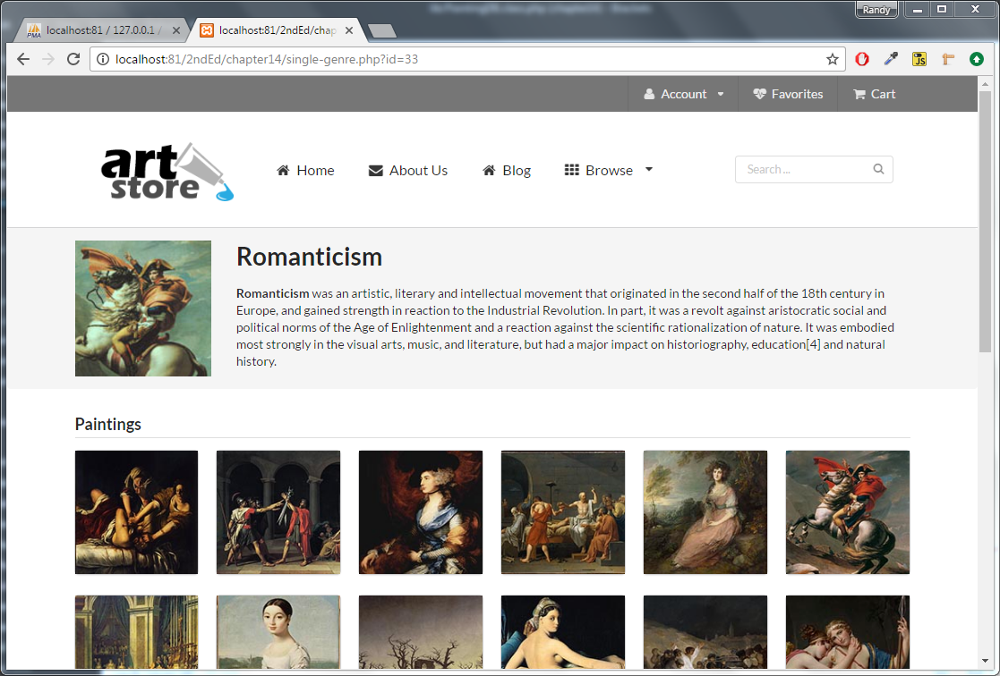 Randy
PMA localhost:81 / 127.0.0.1 /
localhost:81/2ndEd/chap
localhost:81/2ndEd/chapter14/single-genre.php?id=33
JS
Account
Favorites
Cart
art
store
Home
About Us
Blog
Browse
Search ...
Romanticism
Romanticism was an artistic, literary and intellectual movement that originated in the second half of the 18th century in
Europe, and gained strength in reaction to the Industrial Revolution. In part, it was a revolt against aristocratic social and
political norms of the Age of Enlightenment and a reaction against the scientific rationalization of nature. It was embodied
most strongly in the visual arts, music, and literature, but had a major impact on historiography, education[4] and natural
history.
Paintings